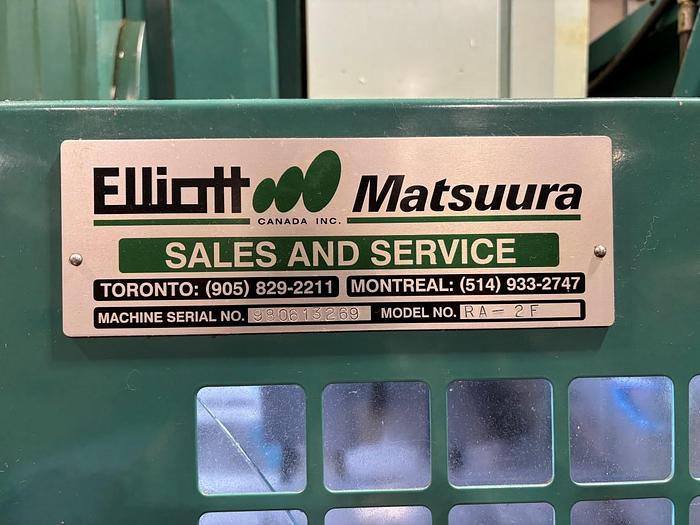 Elliott Matsuura
CANADA INC.
SALES AND SERVICE
TORONTO: (905) 829-2211 MONTREAL: (514) 933-2747
MACHINE SERIAL NO. 980613269 MODEL NO. RA-2F